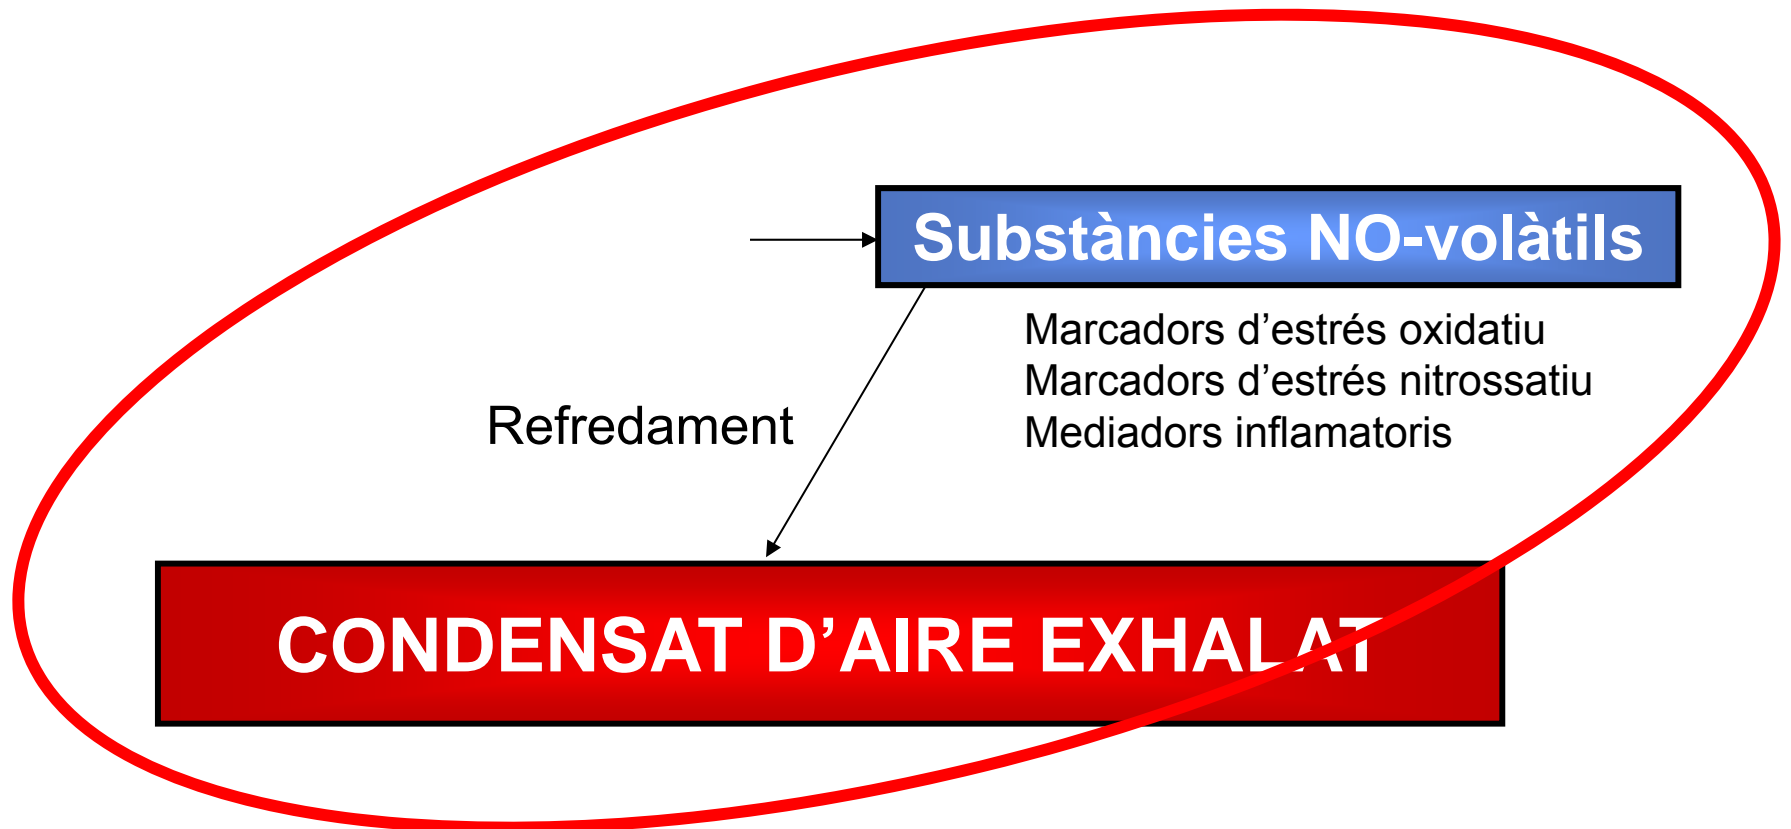 Substàncies NO-volàtils
Marcadors d’estrés oxidatiu
Marcadors d’estrés nitrossatiu
Mediadors inflamatoris
Refredament
CONDENSAT D’AIRE EXHALAT